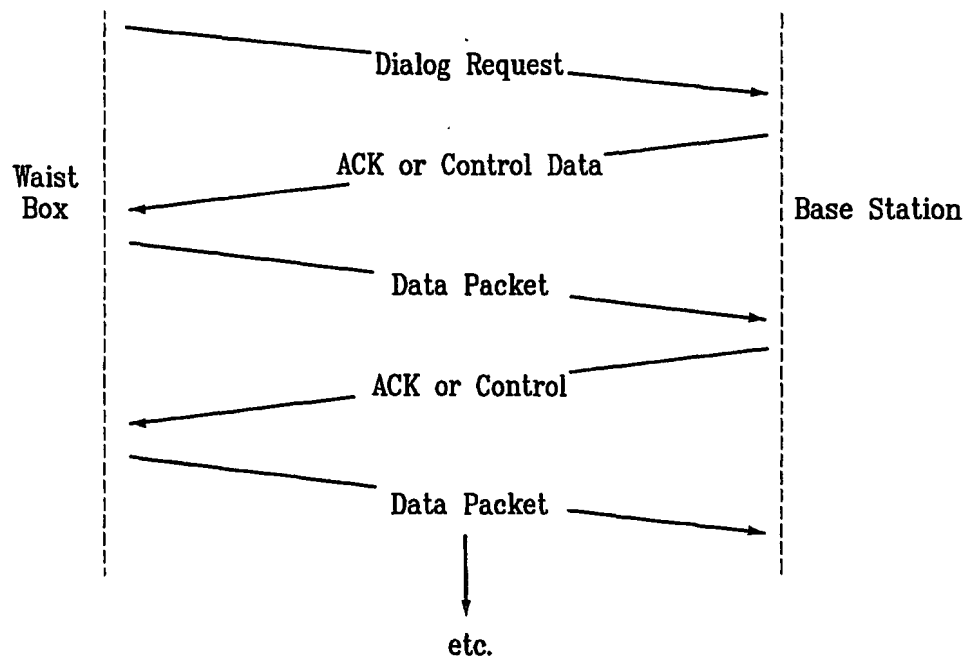 Dialog Request
ACK or Control Data
Waist
Box
Base Station
Data Packet
ACK or Control
Data Packet
etc.